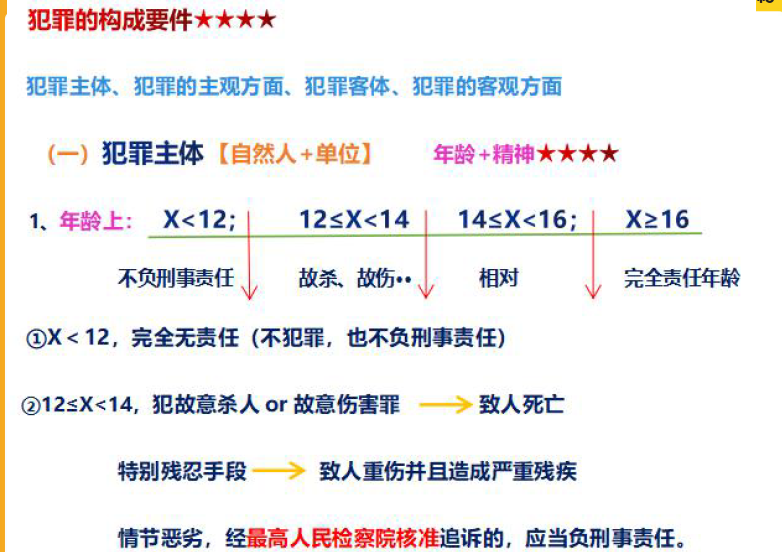 犯罪的构成要件★★★★
犯罪主体、犯罪的主观方面、犯罪客体、犯罪的客观方面
（一）犯罪主体【自然人+单位】 年龄+精神★★★★
1、年龄上： X<12； 12≤X<14 14≤X<16； X≥16
不负刑事责任 故杀、故伤•• 相对 完全责任年龄
①X＜12，完全无责任（不犯罪，也不负刑事责任）
②12≤X<14，犯故意杀人 or 故意伤害罪 → 致人死亡
特别残忍手段 → 致人重伤并且造成严重残疾
情节恶劣，经最高人民检察院核准追诉的，应当负刑事责任。